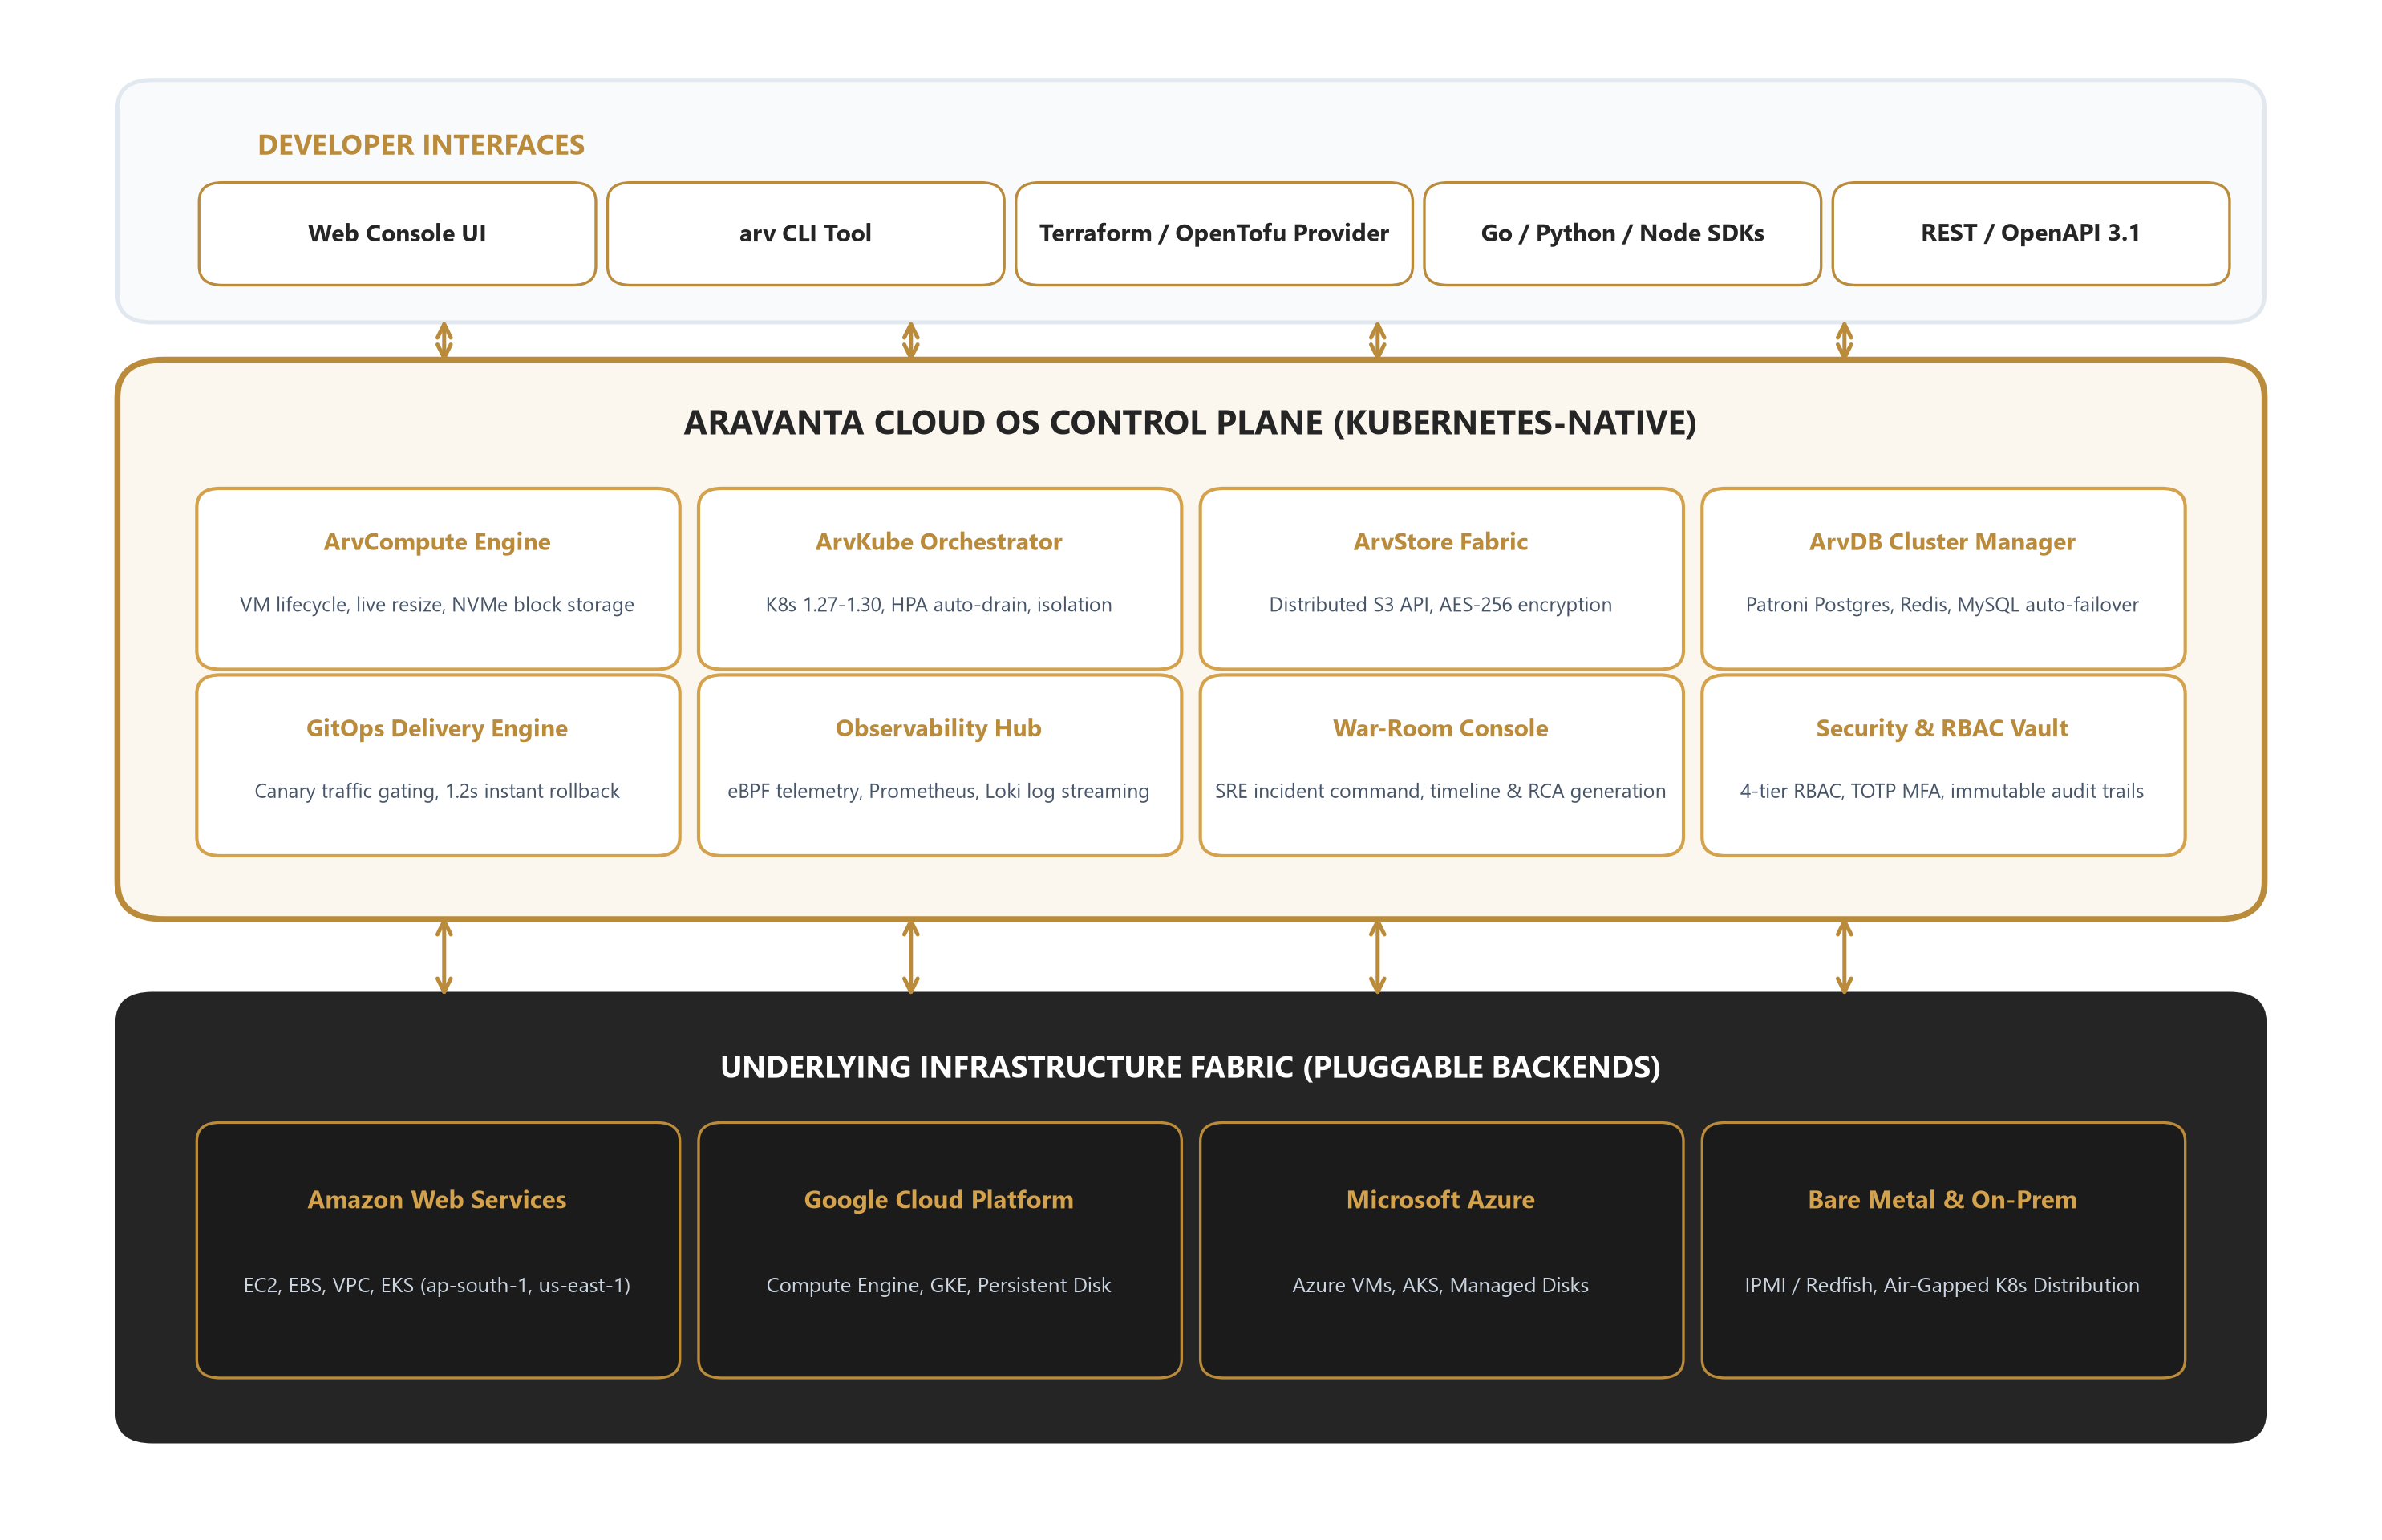 DEVELOPER INTERFACES
Web Console UI
arv CLI Tool
Terraform / OpenTofu Provider
Go / Python / Node SDKs
REST / OpenAPI 3.1
ARAVANTA CLOUD OS CONTROL PLANE (KUBERNETES-NATIVE)
ArvCompute Engine
VM lifecycle, live resize, NVMe block storage
ArvKube Orchestrator
K8s 1.27-1.30, HPA auto-drain, isolation
ArvStore Fabric
Distributed S3 API, AES-256 encryption
ArvDB Cluster Manager
Patroni Postgres, Redis, MySQL auto-failover
GitOps Delivery Engine
Canary traffic gating, 1.2s instant rollback
Observability Hub
eBPF telemetry, Prometheus, Loki log streaming
War-Room Console
SRE incident command, timeline & RCA generation
Security & RBAC Vault
4-tier RBAC, TOTP MFA, immutable audit trails
UNDERLYING INFRASTRUCTURE FABRIC (PLUGGABLE BACKENDS)
Amazon Web Services
EC2, EBS, VPC, EKS (ap-south-1, us-east-1)
Google Cloud Platform
Compute Engine, GKE, Persistent Disk
Microsoft Azure
Azure VMs, AKS, Managed Disks
Bare Metal & On-Prem
IPMI / Redfish, Air-Gapped K8s Distribution